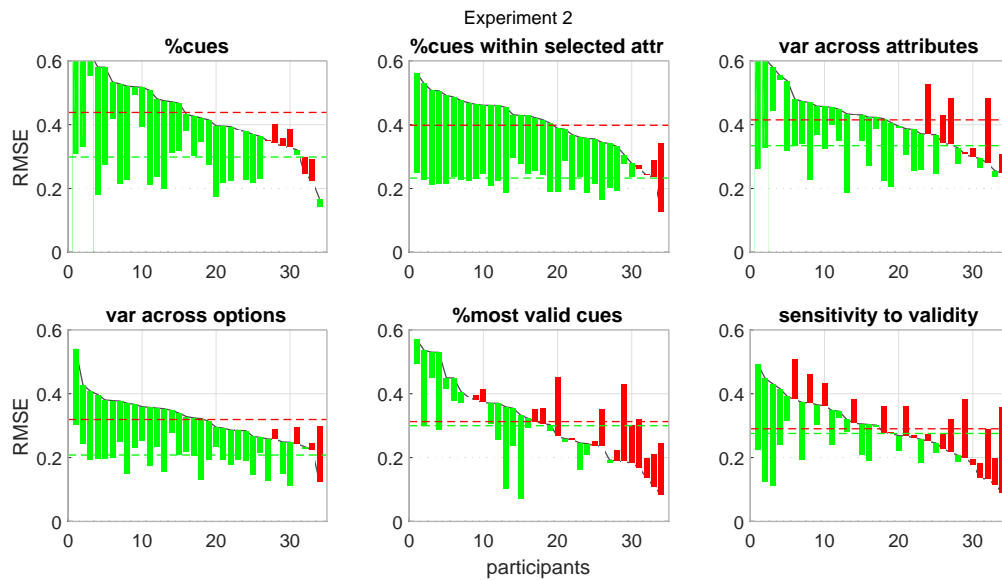 Experiment 2
%cues
%cues within selected attr
var across attributes
RMSE
0.6
0.4
0.2
0
0 10 20 30
0.6
0.4
0.2
0
0 10 20 30
0.6
0.4
0.2
0
0 10 20 30
var across options
%most valid cues
sensitivity to validity
RMSE
0.6
0.4
0.2
0
0 10 20 30
0.6
0.4
0.2
0
0 10 20 30
0.6
0.4
0.2
0
0 10 20 30
participants